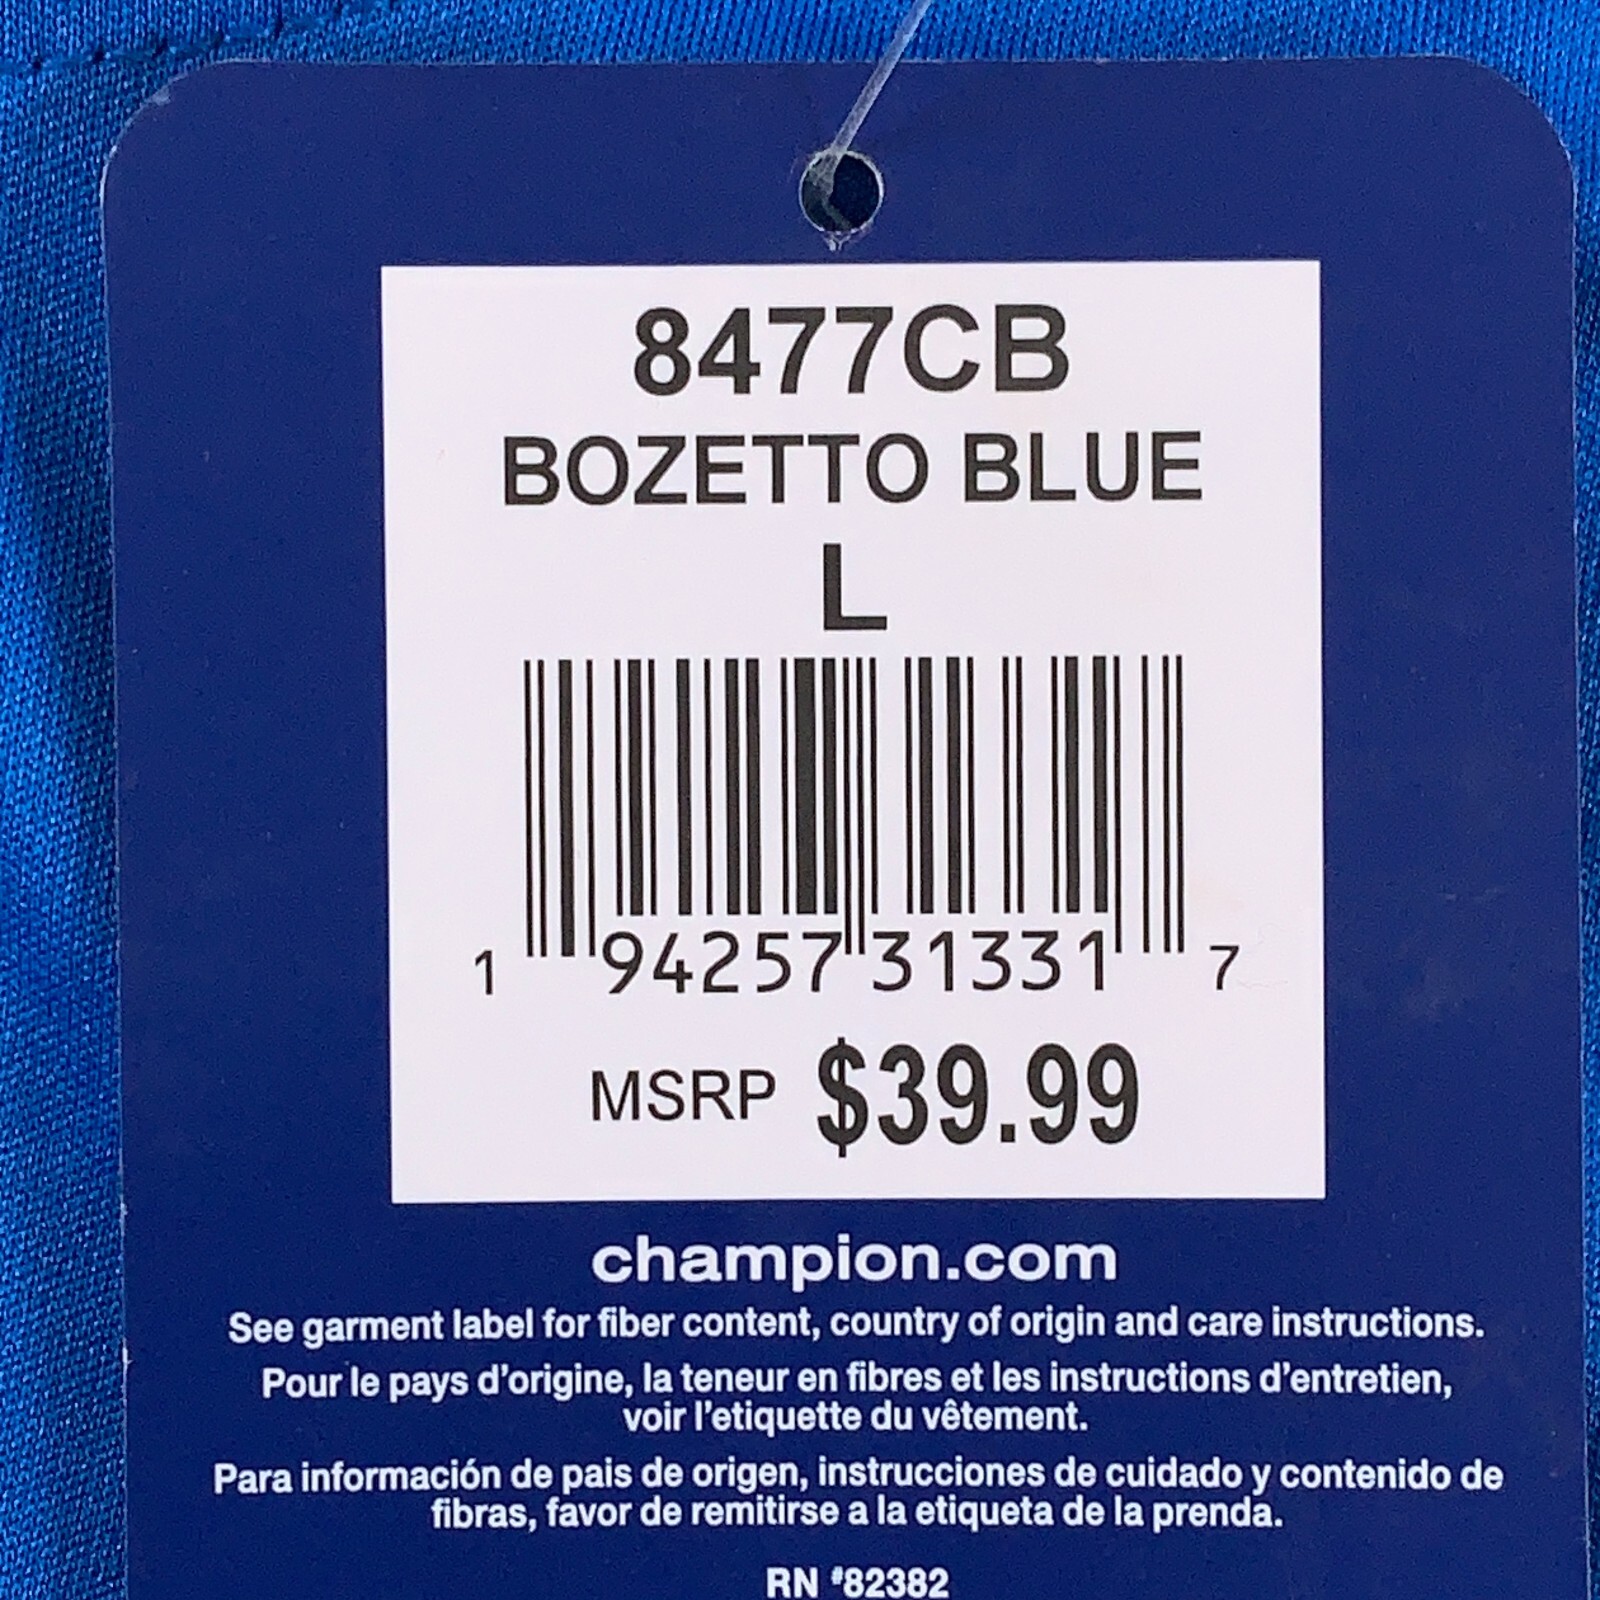 8477CB
BOZETTO BLUE
L
1 94257 31331 7
MSRP $39.99
champion.com
See garment label for fiber content, country of origin and care instructions.
Pour le pays d'origine, la teneur en fibres et les instructions d'entretien,
voir l'etiquette du vêtement.
Para información de pais de origen, instrucciones de cuidado y contenido de
fibras, favor de remitirse a la etiqueta de la prenda.
RN #82382